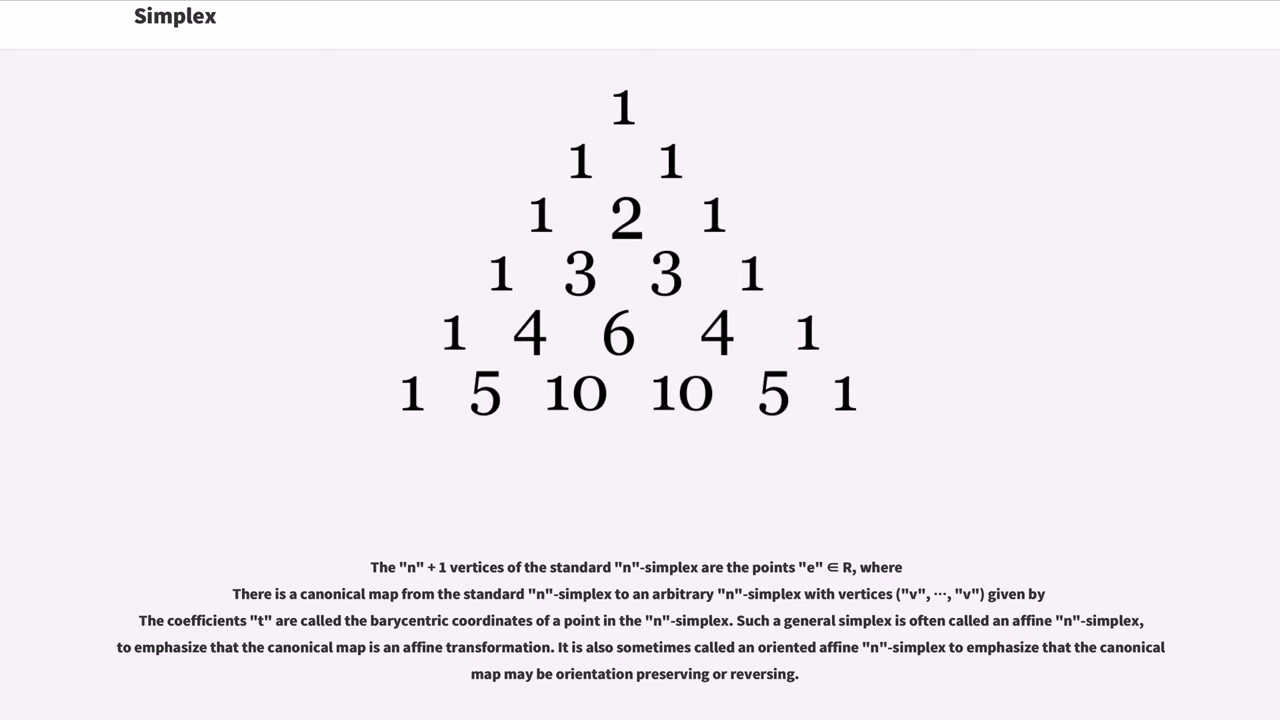 Simplex
1
1 1
1 2 1
1 3 3 1
1 4 6 4 1
1 5 10 10 5 1
The "n" + 1 vertices of the standard "n"-simplex are the points "e" ∈ R, where
There is a canonical map from the standard "n"-simplex to an arbitrary "n"-simplex with vertices ("v", ···, "v") given by
The coefficients "t" are called the barycentric coordinates of a point in the "n"-simplex. Such a general simplex is often called an affine "n"-simplex,
to emphasize that the canonical map is an affine transformation. It is also sometimes called an oriented affine "n"-simplex to emphasize that the canonical
map may be orientation preserving or reversing.